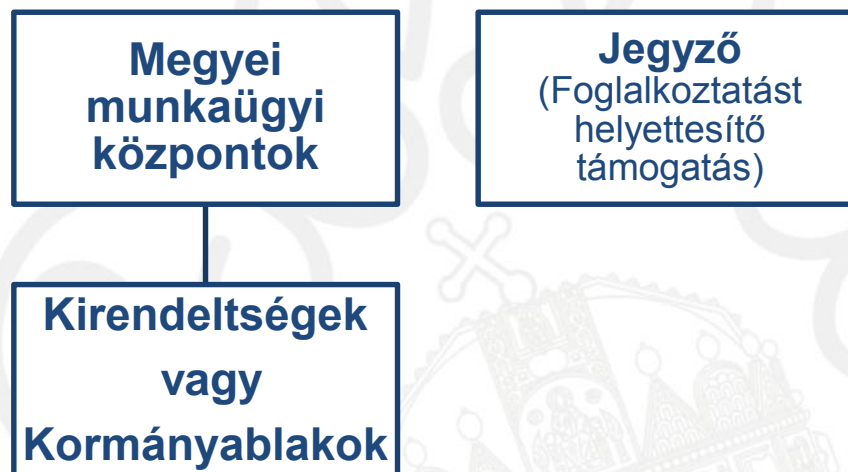 Megyei
munkaügyi
központok
Jegyző
(Foglalkoztatást
helyettesítő
támogatás)
Kirendeltségek
vagy
Kormányablakok